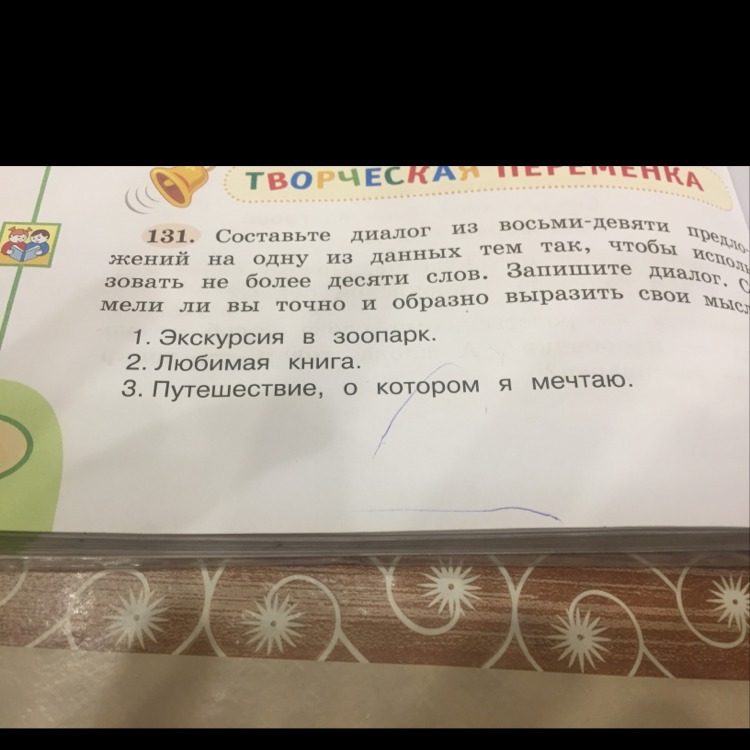 ТВОРЧЕСКАЯ ПЕРЕМЕНКА
131. Составьте диалог из восьми-девяти предло-
жений на одну из данных тем так, чтобы исполь-
зовать не более десяти слов. Запишите диалог. С
мели ли вы точно и образно выразить свои мысл
1. Экскурсия в зоопарк.
2. Любимая книга.
3. Путешествие, о котором я мечтаю.